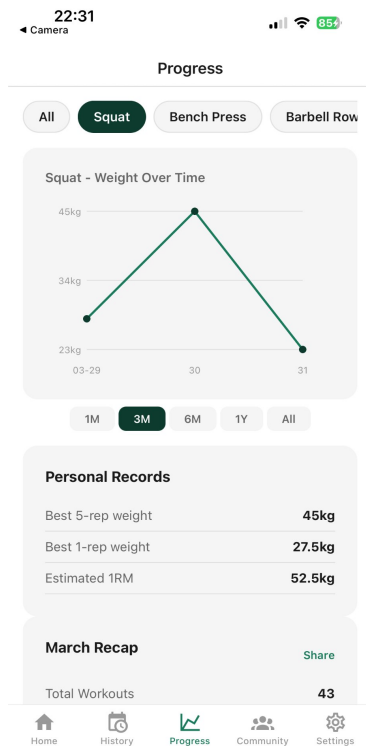 22:31
◀ Camera
85
Progress
All
Squat
Bench Press
Barbell Row
Squat - Weight Over Time
45kg
34kg
23kg
03-29 30 31
1M 3M 6M 1Y All
Personal Records
Best 5-rep weight 45kg
Best 1-rep weight 27.5kg
Estimated 1RM 52.5kg
March Recap
Share
Total Workouts 43
Home History Progress Community Settings